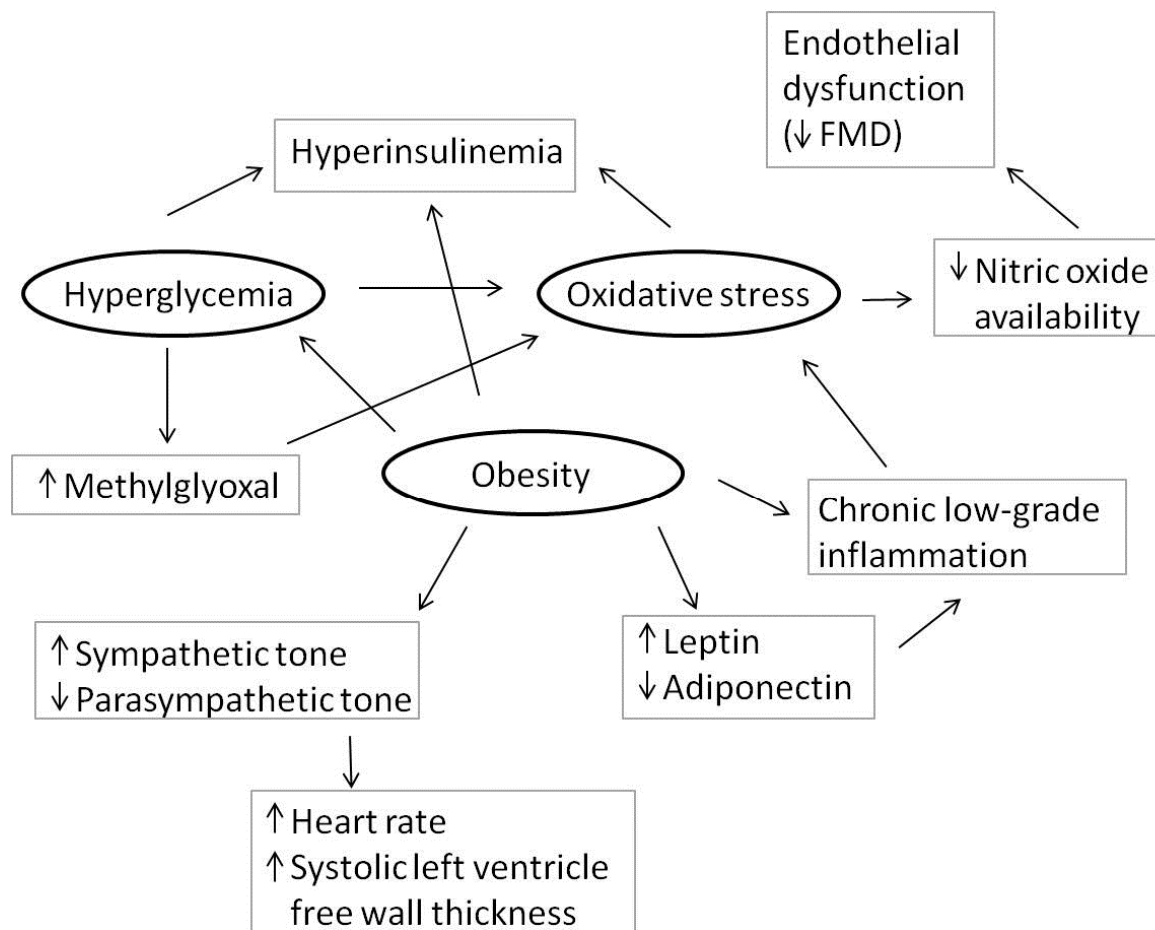 Endothelial
dysfunction
(↓ FMD)
Hyperinsulinemia
Hyperglycemia
Oxidative stress
↓ Nitric oxide
availability
↑ Methylglyoxal
Obesity
Chronic low-grade
inflammation
↑ Sympathetic tone
↓ Parasympathetic tone
↑ Leptin
↓ Adiponectin
↑ Heart rate
↑ Systolic left ventricle
free wall thickness